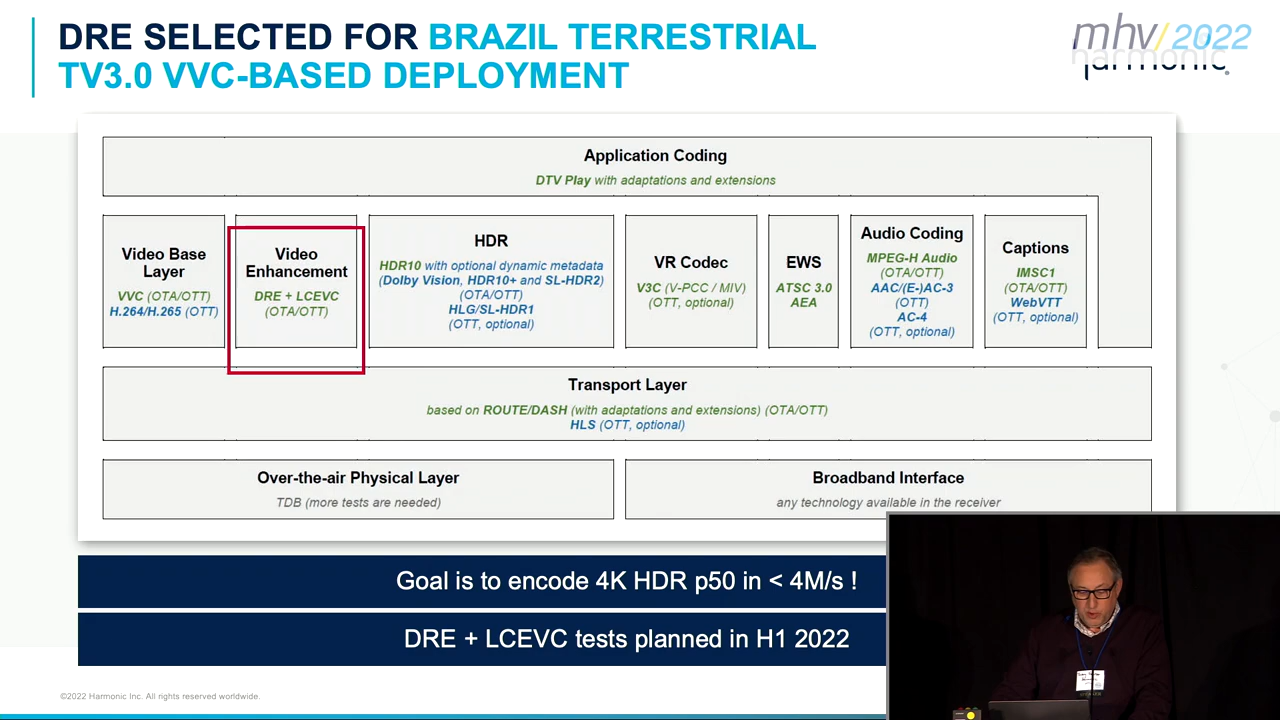 DRE SELECTED FOR BRAZIL TERRESTRIAL
TV3.0 VVC-BASED DEPLOYMENT
mhv/2022
harmonic
Application Coding
DTV Play with adaptations and extensions
Video Base
Layer
VVC (OTA/OTT)
H.264/H.265 (OTT)
Video
Enhancement
DRE + LCEVC
(OTA/OTT)
HDR
HDR10 with optional dynamic metadata
(Dolby Vision, HDR10+ and SL-HDR2)
(OTA/OTT)
HLG/SL-HDR1
(OTT, optional)
VR Codec
V3C (V-PCC / MIV)
(OTT, optional)
EWS
ATSC 3.0
AEA
Audio Coding
MPEG-H Audio
(OTA/OTT)
AAC/(E-)AC-3
(OTT)
AC-4
(OTT, optional)
Captions
IMSC1
(OTA/OTT)
WebVTT
(OTT, optional)
Transport Layer
based on ROUTE/DASH (with adaptations and extensions) (OTA/OTT)
HLS (OTT, optional)
Over-the-air Physical Layer
TDB (more tests are needed)
Broadband Interface
any technology available in the receiver
Goal is to encode 4K HDR p50 in < 4M/s !
DRE + LCEVC tests planned in H1 2022
©2022 Harmonic Inc. All rights reserved worldwide.